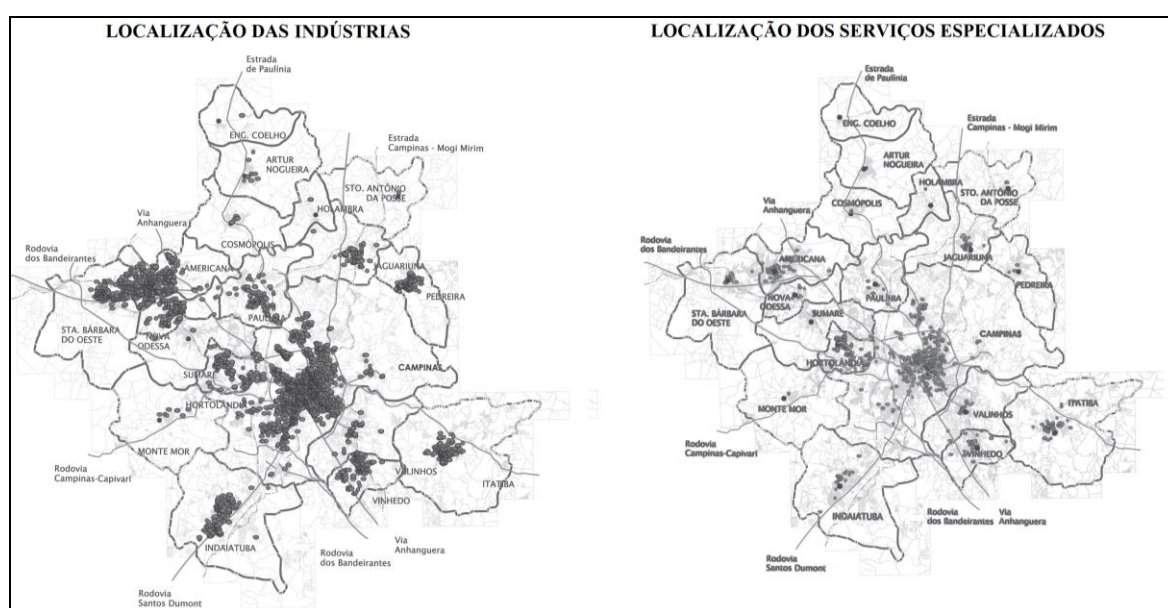 LOCALIZAÇÃO DAS INDÚSTRIAS
Estrada
de Paulínia
ENG. COELHO
Estrada
Campinas - Mogi Mirim
ARTUR
NOGUEIRA
STO. ANTÔNIO
DA POSSE
HOLAMBRA
Via
Anhanguera
COSMÓPOLIS
Rodovia
dos Bandeirantes
AMERICANA
JAGUARIUNA
PEDREIRA
PAULÍNIA
STA. BÁRBARA
DO OESTE
NOVA
ODESSA
SUMARÉ
CAMPINAS
HORTOLANDIA
MONTE MOR
Rodovia
Campinas-Capivari
VALINHOS
ITATIBA
VINHEDO
INDAIATUBA
Via
Anhanguera
Rodovia
dos Bandeirantes
Rodovia
Santos Dumont
LOCALIZAÇÃO DOS SERVIÇOS ESPECIALIZADOS
Estrada
de Paulínia
ENG. COELHO
Estrada
Campinas - Mogi Mirim
ARTUR
NOGUEIRA
HOLAMBRA
STO. ANTÔNIO
DA POSSE
COSMÓPOLIS
Via
Anhanguera
Rodovia
dos Bandeirantes
AMERICANA
JAGUARIUNA
PEDREIRA
NOVA
ODESSA
PAULÍNIA
STA. BÁRBARA
DO OESTE
SUMARÉ
CAMPINAS
HORTOLÂNDIA
MONTE MOR
ITATIBA
VALINHOS
Rodovia
Campinas-Capivari
VINHEDO
INDAIATUBA
Rodovia
dos Bandeirantes
Via
Anhanguera
Rodovia
Santos Dumont